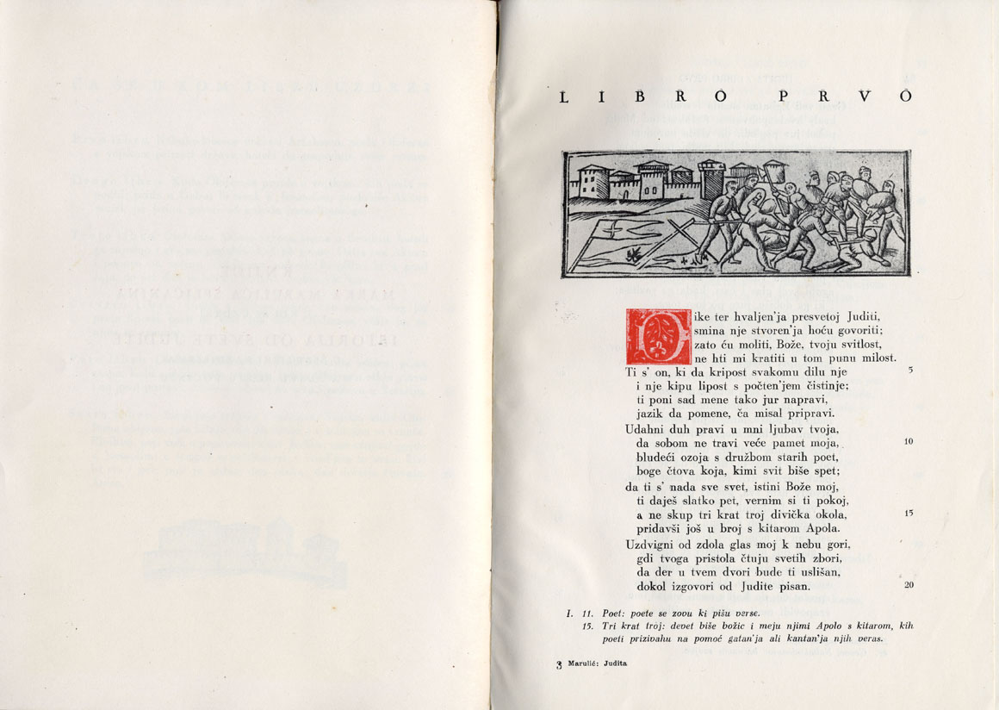 LIBRO PRVO
Dike ter hvaljen'ja presvetoj Juditi,
smina nje stvoren'ja hoću govoriti;
zato ću moliti, Bože, tvoju svitlost,
ne hti mi kratiti u tom punu milost.
Ti s' on, ki da kripost svakomu dilu nje 5
i nje kipu lipost s počten'jem čistinje;
ti poni sad mene tako jur napravi,
jazik da pomene, ča misal pripravi.
Udahni duh pravi u mni ljubav tvoja,
da sobom ne travi veće pamet moja, 10
bludeći ozoja s družbom starih poet,
boge čtova koja, kimi svit biše spet;
da ti s' nada sve svet, istini Bože moj,
ti daješ slatko pet, vernim si ti pokoj,
a ne skup tri krat troj divička okola, 15
pridavši još u broj s kitarom Apola.
Uzdvigni od zdola glas moj k nebu gori,
gdi tvoga pristola čtuju svetih zbori,
da der u tvem dvori bude ti uslišan,
dokol izgovori od Judite pisan. 20
I. 11. Poet: poete se zovu ki pišu verse.
15. Tri krat troj: devet biše božic i meju njimi Apolo s kitarom, kih
poeti prizivahu na pomoć gatan'ja ali kantan'ja njih veras.
3 Marulić: Judita